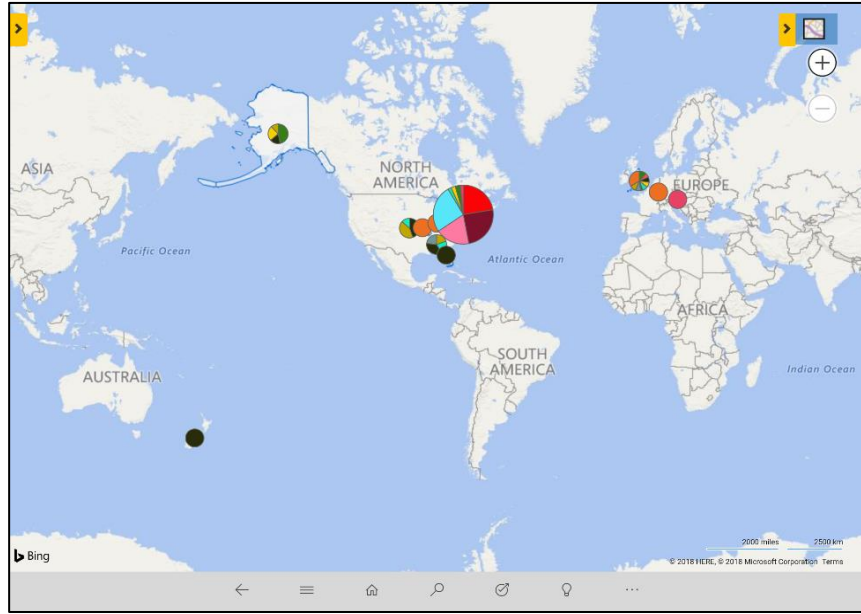 ASIA
NORTH
AMERICA
EUROPE
Pacific Ocean
Atlantic Ocean
AFRICA
AUSTRALIA
SOUTH
AMERICA
Indian Ocean
Bing
2000 miles 2500 km
© 2018 HERE, © 2018 Microsoft Corporation Terms